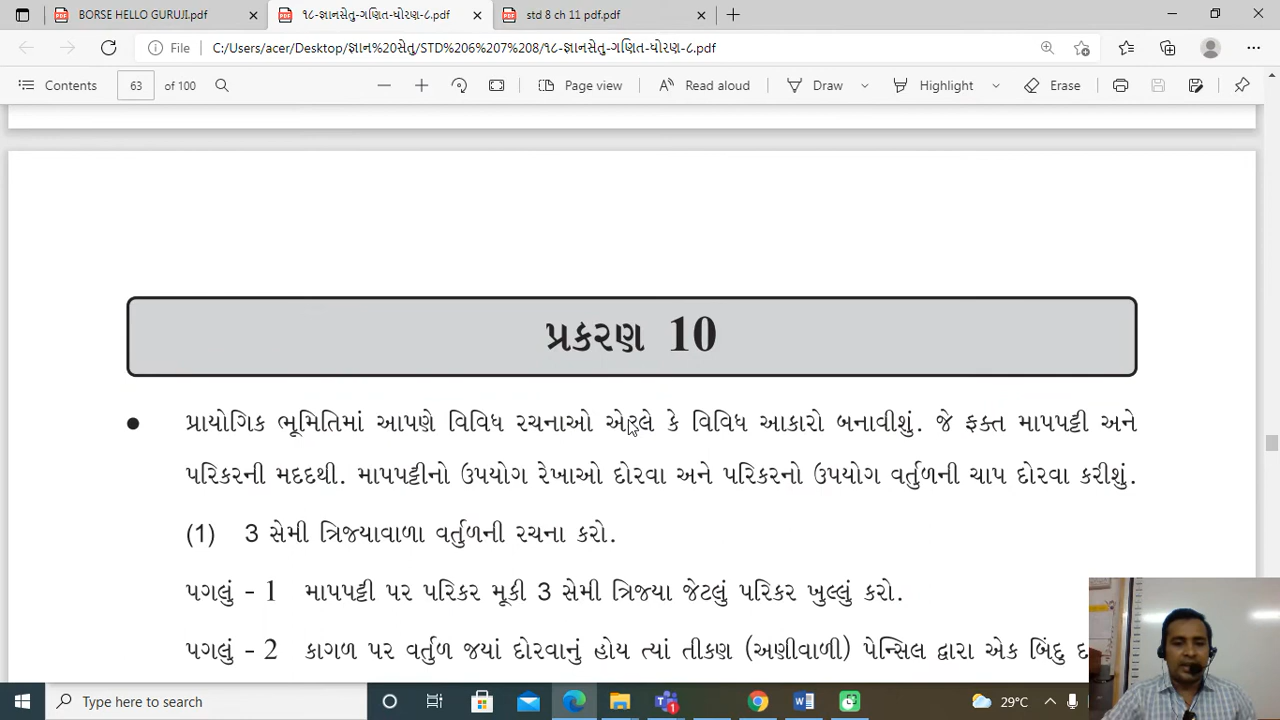 BORSE HELLO GURUJI.pdf
૧૮-જ્ઞાનસેતુ-ગણિત-ધોરણ-૮.pdf
std 8 ch 11 pdf.pdf
File
C:/Users/acer/Desktop/જ્ઞાન%20સેતુ/STD%206%207%208/૧૮-જ્ઞાનસેતુ-ગણિત-ધોરણ-૮.pdf
Contents
63
of 100
Page view
Read aloud
Draw
Highlight
Erase
પ્રકરણ 10
• પ્રાયોગિક ભૂમિતિમાં આપણે વિવિધ રચનાઓ એટલે કે વિવિધ આકારો બનાવીશું. જે ફક્ત માપપટ્ટી અને
પરિકરની મદદથી. માપપટ્ટીનો ઉપયોગ રેખાઓ દોરવા અને પરિકરનો ઉપયોગ વર્તુળની ચાપ દોરવા કરીશું.
(1) 3 સેમી ત્રિજ્યાવાળા વર્તુળની રચના કરો.
પગલું - 1 માપપટ્ટી પર પરિકર મૂકી 3 સેમી ત્રિજ્યા જેટલું પરિકર ખુલ્લું કરો.
પગલું - 2 કાગળ પર વર્તુળ જ્યાં દોરવાનું હોય ત્યાં તીકણ (અણીવાળી) પેન્સિલ દ્વારા એક બિંદુ
Type here to search
1
29°C